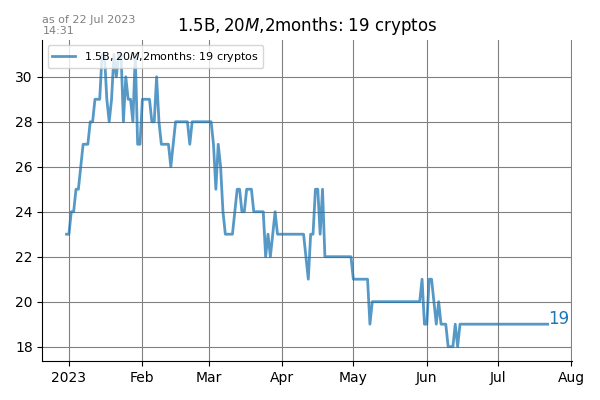 as of 22 Jul 2023
14:31
1.5B, 20M,2months: 19 cryptos
1.5B, 20M,2months: 19 cryptos
30
28
26
24
22
20
18
19
2023 Feb Mar Apr May Jun Jul Aug